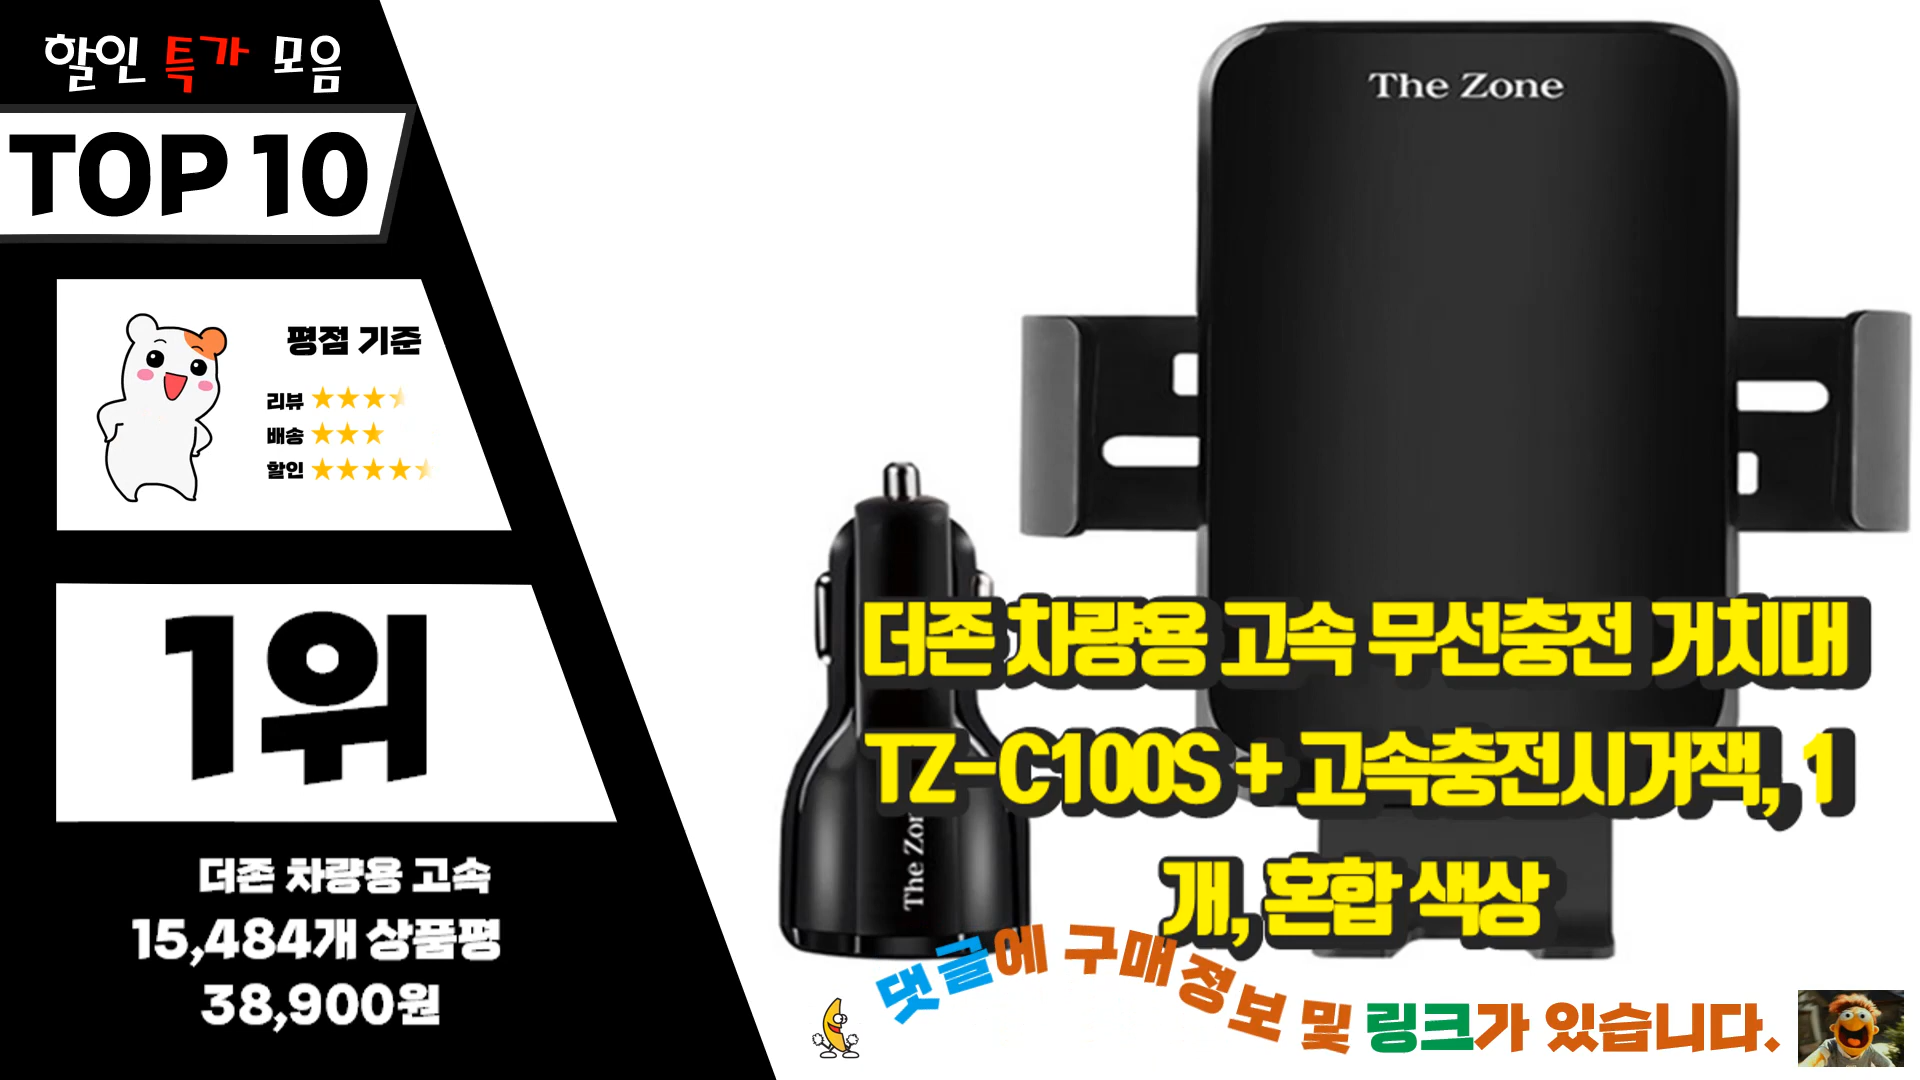 할인 특가 모음
TOP 10
평점 기준
리뷰
배송
할인
1위
더존 차량용 고속
15,484개 상품평
38,900원
The Zone
더존 차량용 고속 무선충전 거치대
TZ-C100S + 고속충전시거잭, 1
개, 혼합 색상
The Zon
댓글에 구매정보 및 링크가 있습니다.